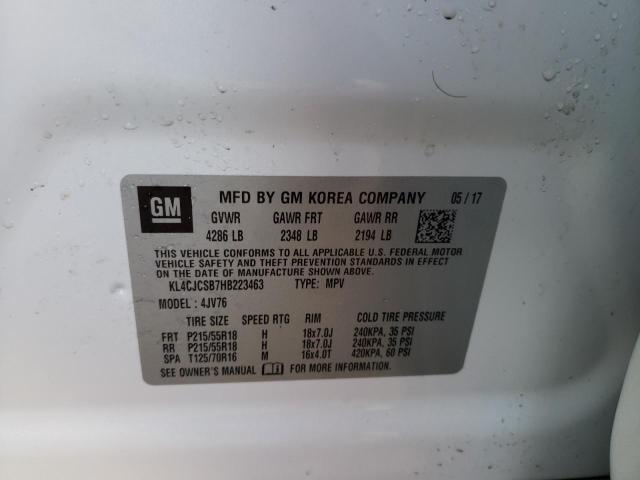 GM MFD BY GM KOREA COMPANY 05/17
GVWR GAWR FRT GAWR RR
4286 LB 2348 LB 2194 LB
THIS VEHICLE CONFORMS TO ALL APPLICABLE U.S. FEDERAL MOTOR
VEHICLE SAFETY AND THEFT PREVENTION STANDARDS IN EFFECT
ON THE DATE OF MANUFACTURE SHOWN ABOVE.
KL4CJCSB7HB223463 TYPE: MPV
MODEL: 4JV76
TIRE SIZE SPEED RTG RIM COLD TIRE PRESSURE
FRT P215/55R18 H 18x7.0J 240KPA, 35 PSI
RR P215/55R18 H 18x7.0J 240KPA, 35 PSI
SPA T125/70R16 M 16x4.0T 420KPA, 60 PSI
SEE OWNER'S MANUAL FOR MORE INFORMATION.